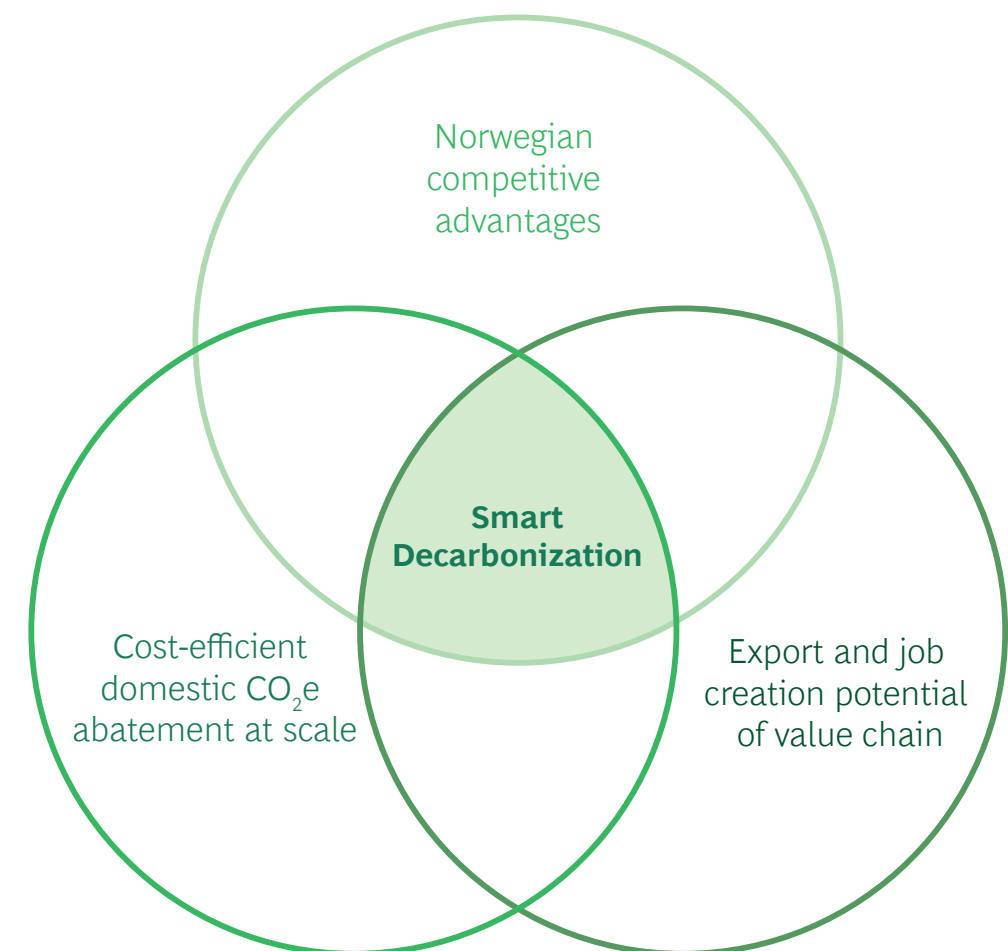 Norwegian
competitive
advantages
Smart
Decarbonization
Cost-efficient
domestic CO₂e
abatement at scale
Export and job
creation potential
of value chain